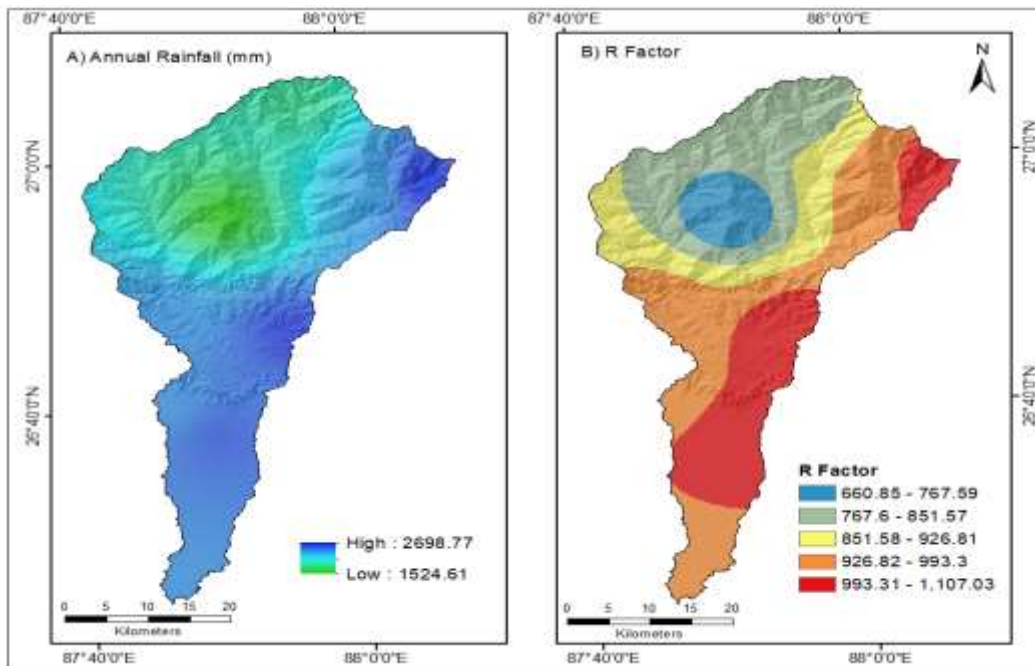 87°40'0"E
88°0'0"E
87°40'0"E
88°0'0"E
A) Annual Rainfall (mm)
B) R Factor
N
27°0'0"N
27°0'0"N
26°40'0"N
26°40'0"N
R Factor
660.85 - 767.59
767.6 - 851.57
851.58 - 926.81
926.82 - 993.3
993.31 - 1,107.03
High : 2698.77
Low : 1524.61
0 5 10 15 20
Kilometers
0 5 10 15 20
Kilometers
87°40'0"E
88°0'0"E
87°40'0"E
88°0'0"E